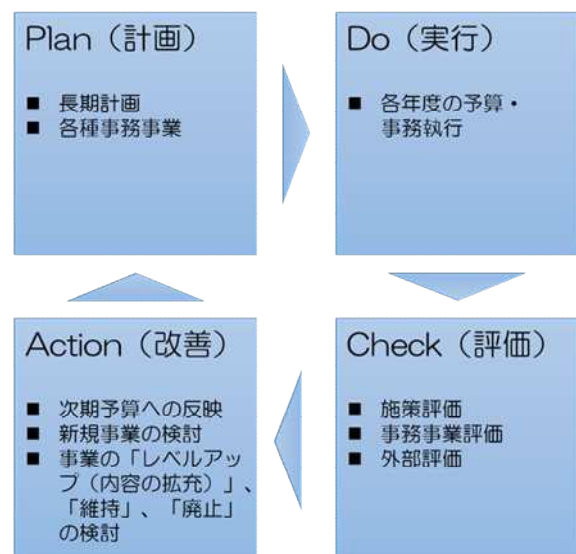 Plan（計画）
■ 長期計画
■ 各種事務事業
Do（実行）
■ 各年度の予算・
事務執行
Action（改善）
■ 次期予算への反映
■ 新規事業の検討
■ 事業の「レベルアッ
プ（内容の拡充）」、
「維持」、「廃止」
の検討
Check（評価）
■ 施策評価
■ 事務事業評価
■ 外部評価